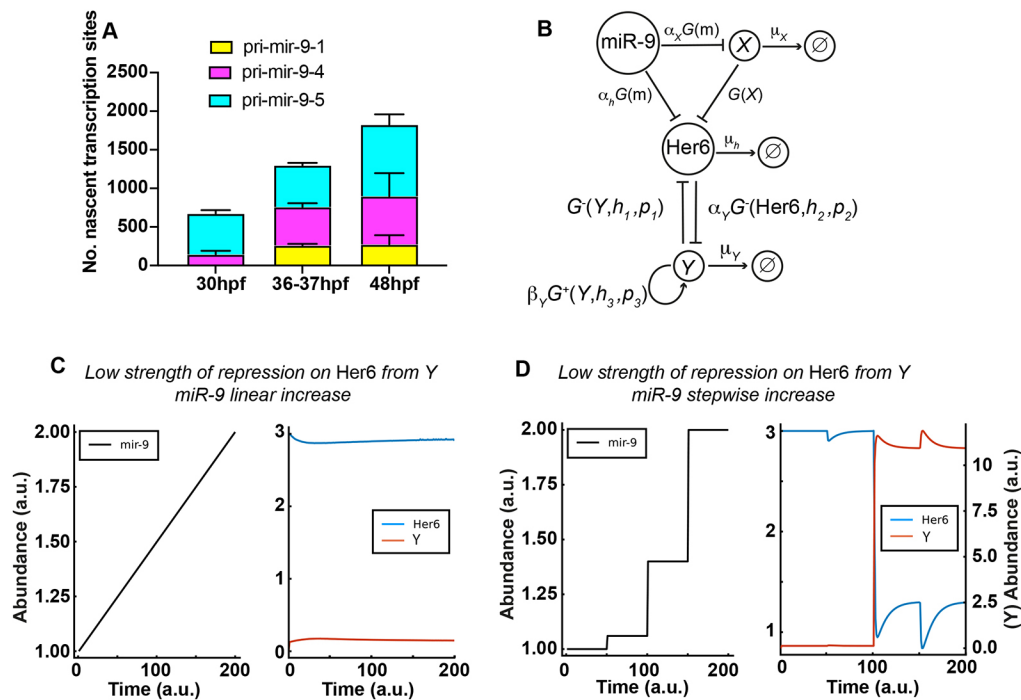 A
pri-mir-9-1
pri-mir-9-4
pri-mir-9-5
No. nascent transcription sites
2500
2000
1500
1000
500
0
30hpf 36-37hpf 48hpf
B
miR-9 αₓG(m) X μₓ ∅
αₕG(m) G(X)
Her6 μₕ ∅
G⁻(Y,h₁,p₁) α_YG⁻(Her6,h₂,p₂)
Y μ_Y ∅
β_YG⁺(Y,h₃,p₃)
C
Low strength of repression on Her6 from Y
miR-9 linear increase
Abundance (a.u.)
2.00
1.75
1.50
1.25
1.00
mir-9
0 100 200
Time (a.u.)
3
2
1
0
Her6
Y
0 100 200
Time (a.u.)
D
Low strength of repression on Her6 from Y
miR-9 stepwise increase
Abundance (a.u.)
2.00
1.75
1.50
1.25
1.00
mir-9
0 100 200
Time (a.u.)
3
2
1
Her6
Y
10
5.0
2.5
0.0
(Y) Abundance (a.u.)
0 100 200
Time (a.u.)